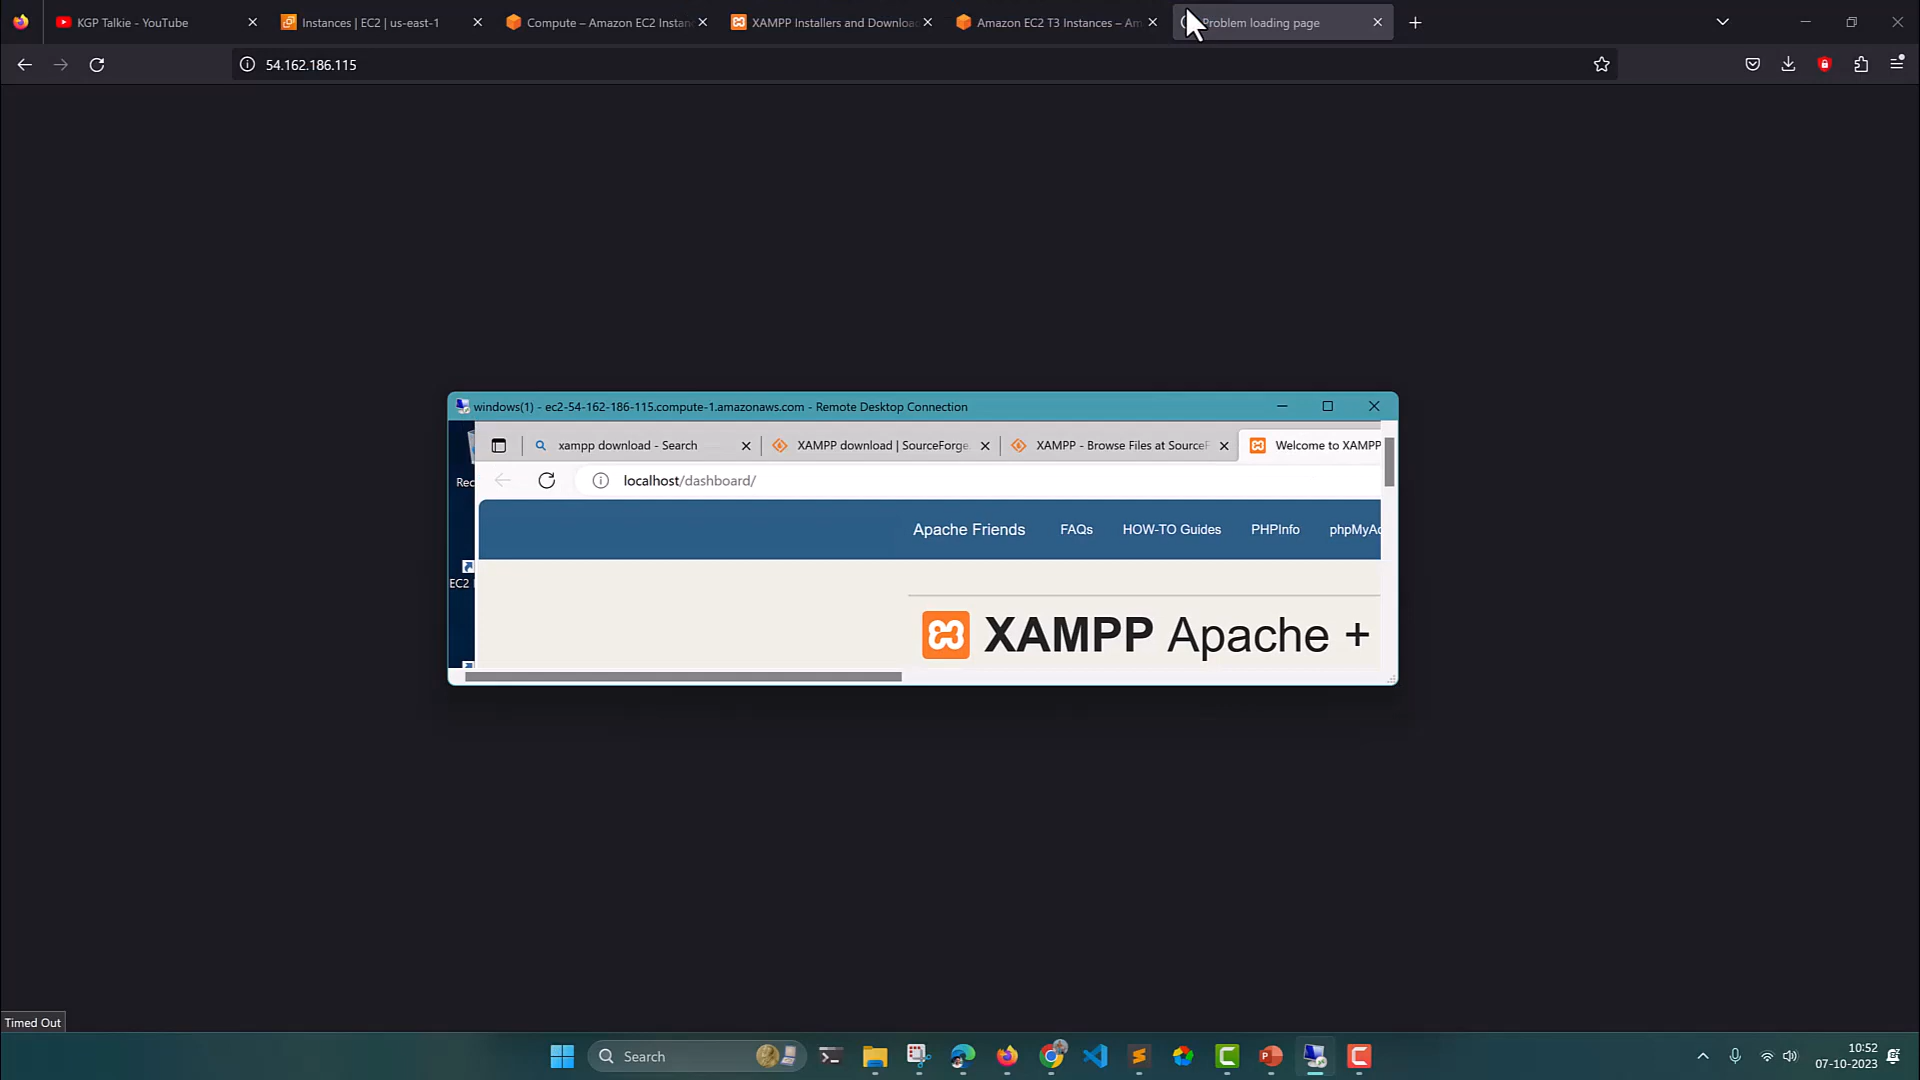 KGP Talkie - YouTube
Instances | EC2 | us-east-1
Compute – Amazon EC2 Instan
XAMPP Installers and Downloa
Amazon EC2 T3 Instances – Am
Problem loading page
54.162.186.115
windows(1) - ec2-54-162-186-115.compute-1.amazonaws.com - Remote Desktop Connection
xampp download - Search
XAMPP download | SourceForge.
XAMPP - Browse Files at SourceF
Welcome to XAMPP
Rec
localhost/dashboard/
Apache Friends
FAQs
HOW-TO Guides
PHPInfo
phpMyAd
EC2
XAMPP Apache +
Timed Out
Search
10:52
07-10-2023